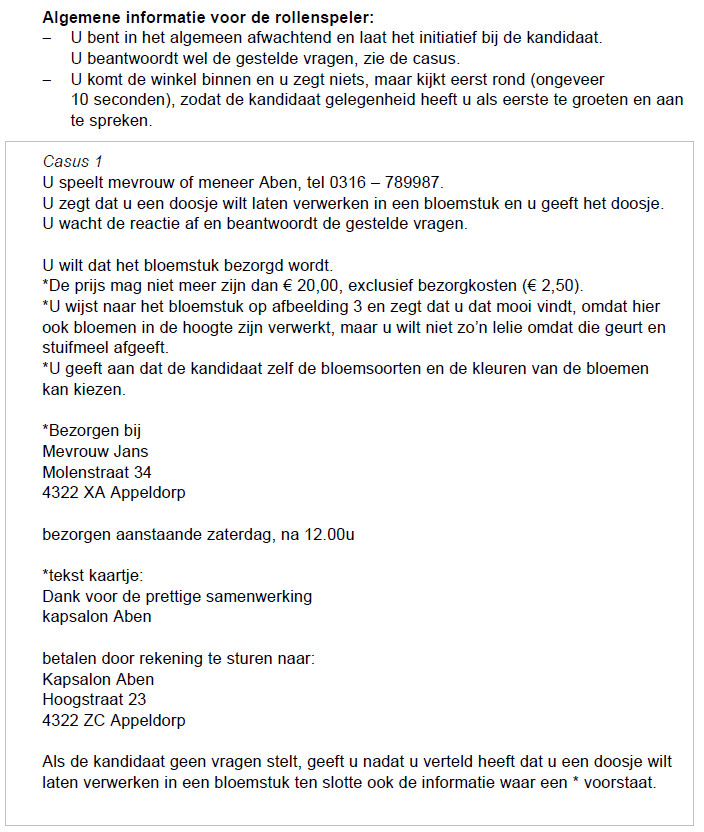 Algemene informatie voor de rollenspeler:
– U bent in het algemeen afwachtend en laat het initiatief bij de kandidaat.
U beantwoordt wel de gestelde vragen, zie de casus.
– U komt de winkel binnen en u zegt niets, maar kijkt eerst rond (ongeveer
10 seconden), zodat de kandidaat gelegenheid heeft u als eerste te groeten en aan
te spreken.
Casus 1
U speelt mevrouw of meneer Aben, tel 0316 – 789987.
U zegt dat u een doosje wilt laten verwerken in een bloemstuk en u geeft het doosje.
U wacht de reactie af en beantwoordt de gestelde vragen.
U wilt dat het bloemstuk bezorgd wordt.
*De prijs mag niet meer zijn dan € 20,00, exclusief bezorgkosten (€ 2,50).
*U wijst naar het bloemstuk op afbeelding 3 en zegt dat u dat mooi vindt, omdat hier
ook bloemen in de hoogte zijn verwerkt, maar u wilt niet zo’n lelie omdat die geurt en
stuifmeel afgeeft.
*U geeft aan dat de kandidaat zelf de bloemsoorten en de kleuren van de bloemen
kan kiezen.
*Bezorgen bij
Mevrouw Jans
Molenstraat 34
4322 XA Appeldorp
bezorgen aanstaande zaterdag, na 12.00u
*tekst kaartje:
Dank voor de prettige samenwerking
kapsalon Aben
betalen door rekening te sturen naar:
Kapsalon Aben
Hoogstraat 23
4322 ZC Appeldorp
Als de kandidaat geen vragen stelt, geeft u nadat u verteld heeft dat u een doosje wilt
laten verwerken in een bloemstuk ten slotte ook de informatie waar een * voorstaat.